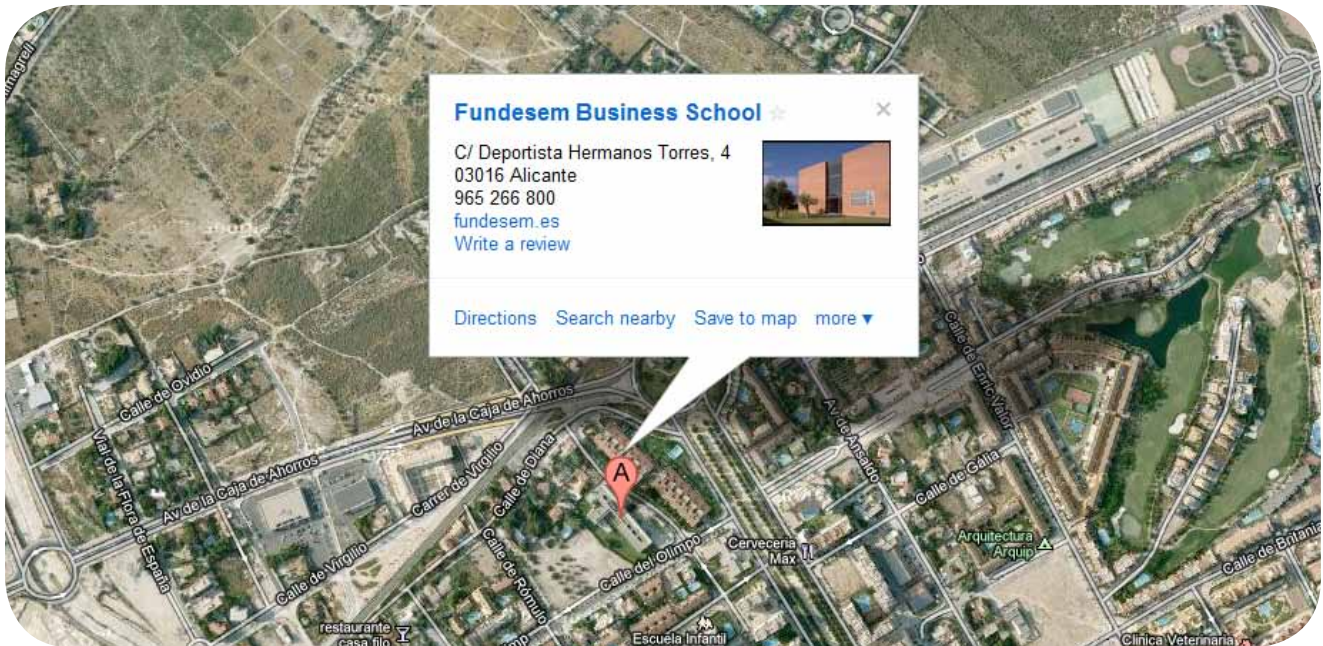 Fundesem Business School
C/ Deportista Hermanos Torres, 4
03016 Alicante
965 266 800
fundesem.es
Write a review
Directions Search nearby Save to map more
Calle de Ovidio
Av de la Caja de Ahorros
Av de la Caja de Ahorros
Vial de la Flora de España
Carrer de Virgilio
Calle de Virgilio
Calle de Diana
Calle de Rómulo
A
Calle del Olimpo
Cerveceria
Max
Av de Ansaldo
Calle de Enric Valor
Calle de Gália
Arquitectura
Arquip
Calle de Britania
restaurante
casa filo
Escuela Infantil
Clinica Veterinaria